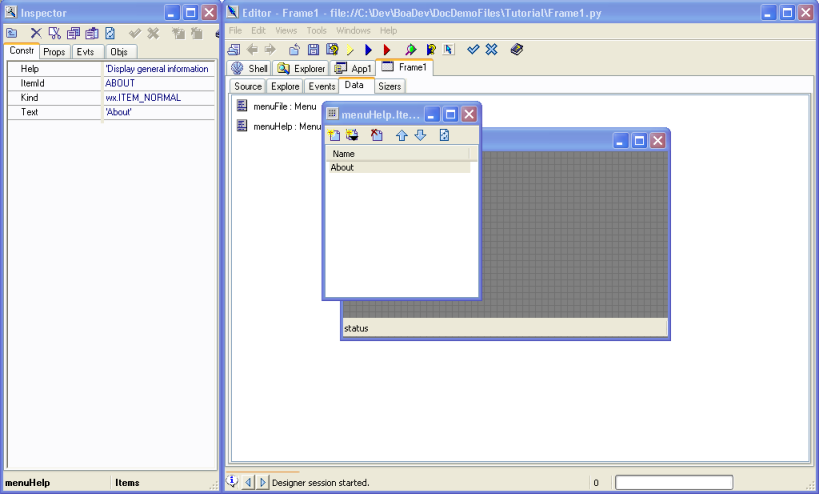 Inspector
Constr Props Evts Objs
Help 'Display general information
ItemId ABOUT
Kind wx.ITEM_NORMAL
Text 'About'
menuHelp Items
Editor - Frame1 - file://C:\Dev\BoaDev\DocDemoFiles\Tutorial\Frame1.py
File Edit Views Tools Windows Help
Shell Explorer App1 Frame1
Source Explore Events Data Sizers
menuFile : Menu
menuHelp : Menu
menuHelp.Ite...
Name
About
status
Designer session started. 0